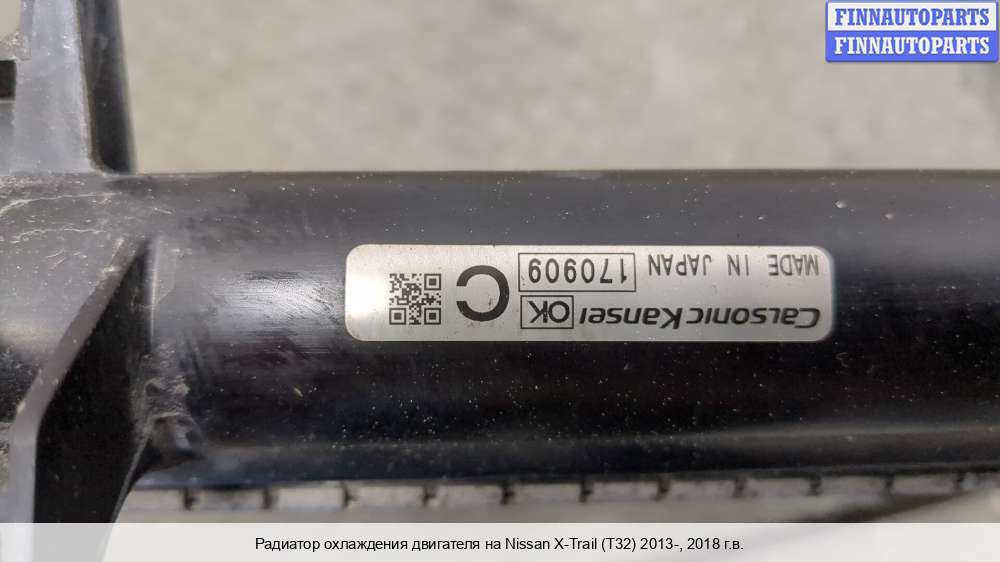 FINNAUTOPARTS
FINNAUTOPARTS
CaLsonic Kansei OK C
MADE IN JAPAN 170909
Радиатор охлаждения двигателя на Nissan X-Trail (T32) 2013-, 2018 г.в.